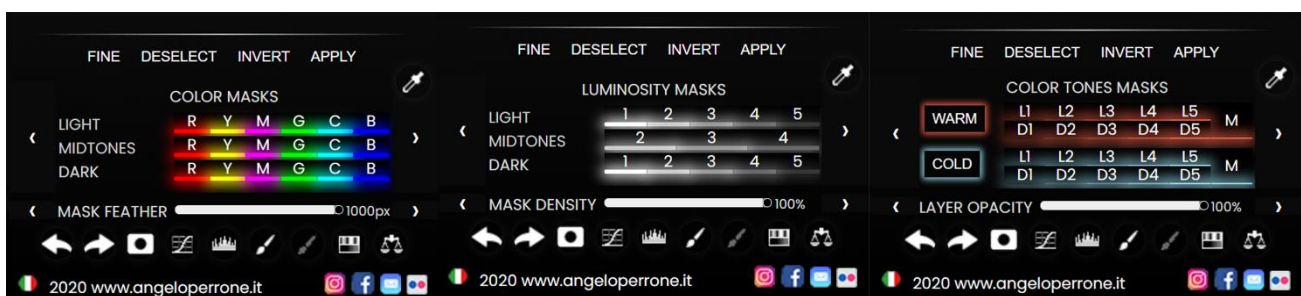 FINE DESELECT INVERT APPLY
COLOR MASKS
LIGHT R Y M G C B
MIDTONES R Y M G C B
DARK R Y M G C B
MASK FEATHER 1000px
2020 www.angeloperrone.it
FINE DESELECT INVERT APPLY
LUMINOSITY MASKS
LIGHT 1 2 3 4 5
MIDTONES 2 3 4
DARK 1 2 3 4 5
MASK DENSITY 100%
2020 www.angeloperrone.it
FINE DESELECT INVERT APPLY
COLOR TONES MASKS
WARM L1 L2 L3 L4 L5 M
D1 D2 D3 D4 D5
COLD L1 L2 L3 L4 L5 M
D1 D2 D3 D4 D5
LAYER OPACITY 100%
2020 www.angeloperrone.it